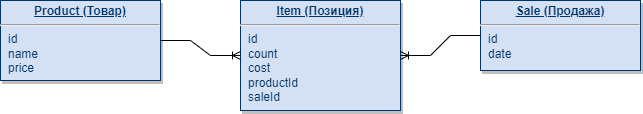 Product (Товар)
id
name
price
Item (Позиция)
id
count
cost
productId
saleId
Sale (Продажа)
id
date